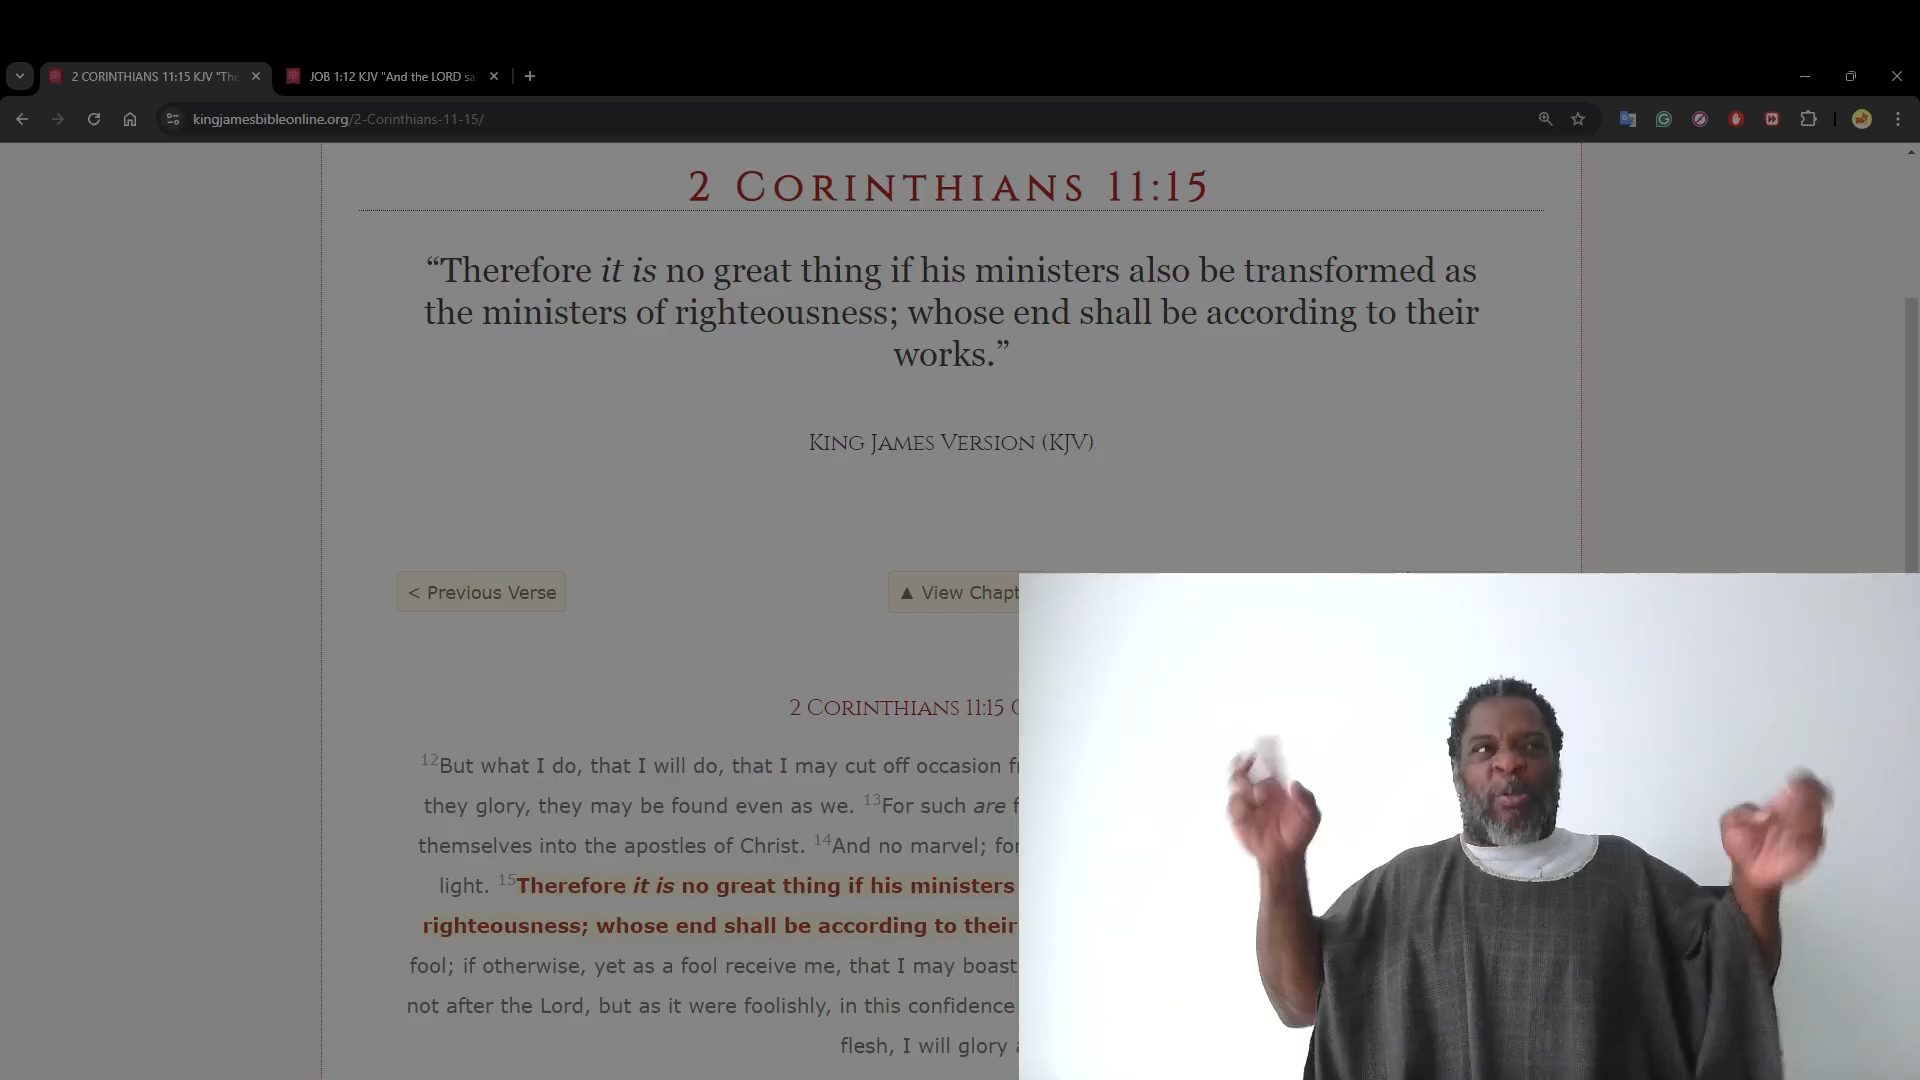 2 CORINTHIANS 11:15 KJV "The
JOB 1:12 KJV "And the LORD sa
kingjamesbibleonline.org/2-Corinthians-11-15/
2 Corinthians 11:15
“Therefore it is no great thing if his ministers also be transformed as
the ministers of righteousness; whose end shall be according to their
works.”
King James Version (KJV)
< Previous Verse
▲ View Chapt
2 Corinthians 11:15 C
12But what I do, that I will do, that I may cut off occasion f
they glory, they may be found even as we. 13For such are f
themselves into the apostles of Christ. 14And no marvel; for
light. 15Therefore it is no great thing if his ministers
righteousness; whose end shall be according to their
fool; if otherwise, yet as a fool receive me, that I may boast
not after the Lord, but as it were foolishly, in this confidence
flesh, I will glory a